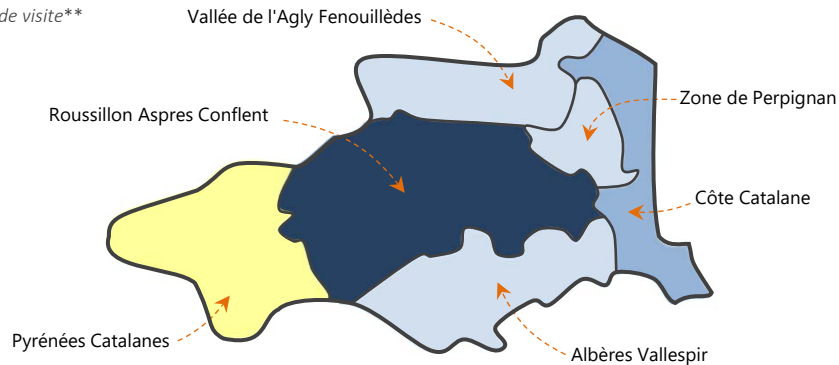 de visite**
Vallée de l'Agly Fenouillèdes
Zone de Perpignan
Roussillon Aspres Conflent
Côte Catalane
Pyrénées Catalanes
Albères Vallespir